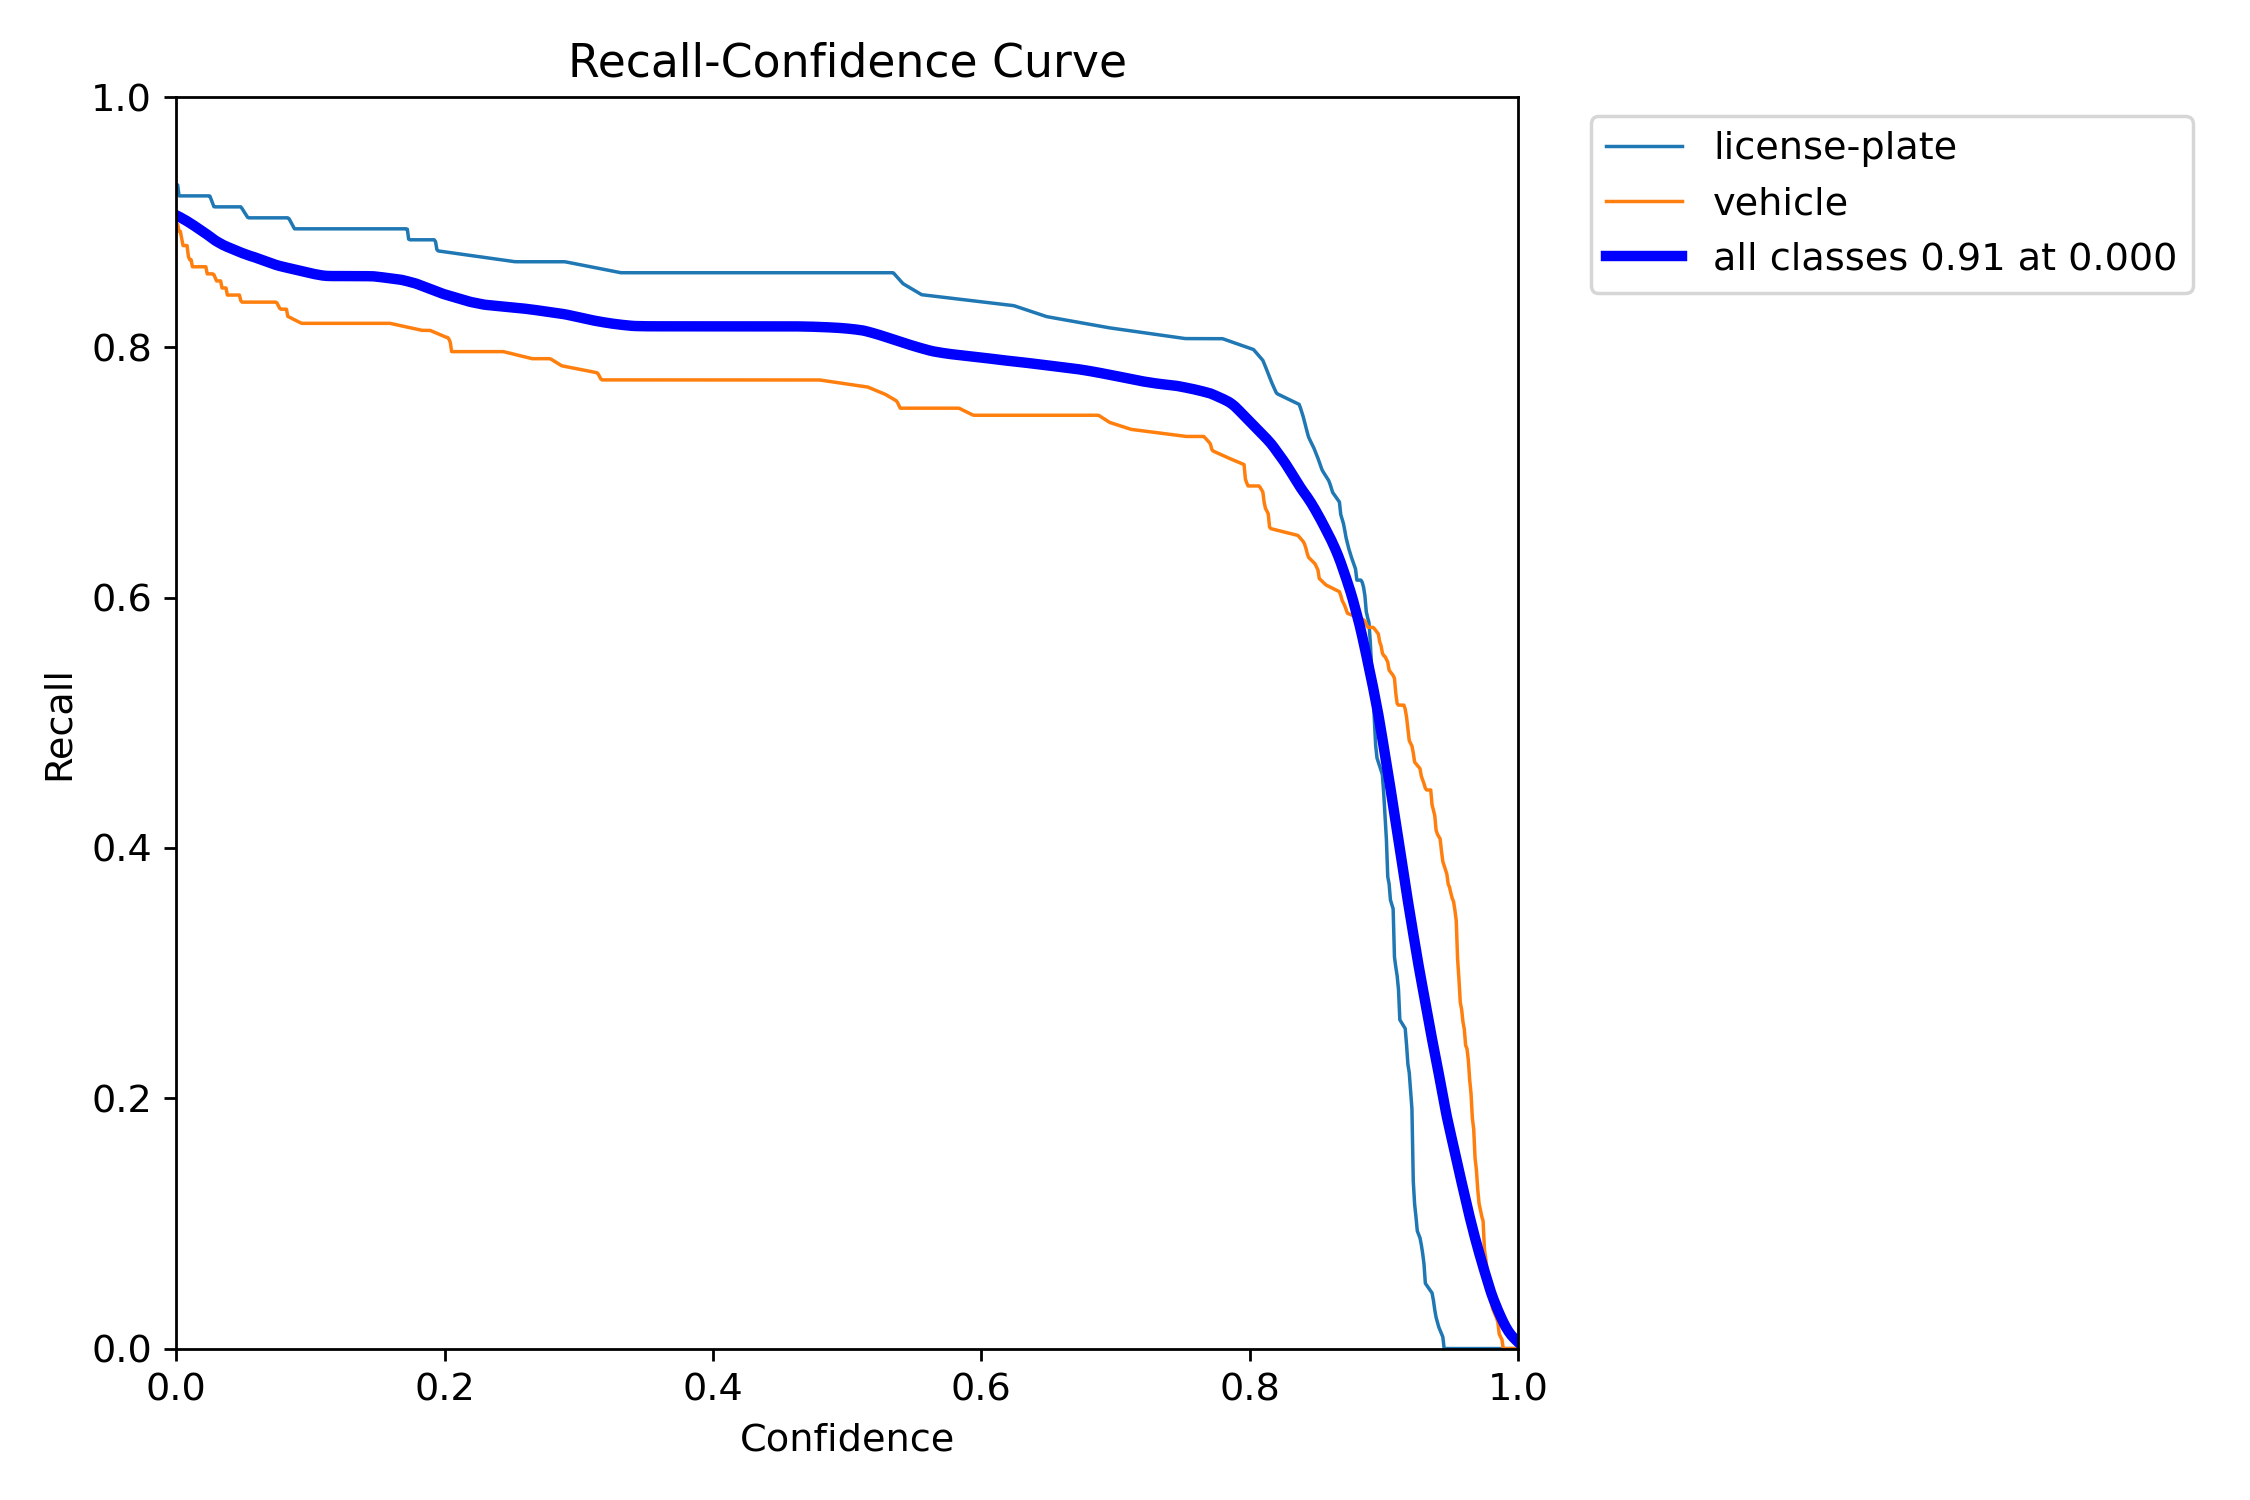 Recall-Confidence Curve
1.0
0.8
0.6
0.4
0.2
0.0
Recall
0.0 0.2 0.4 0.6 0.8 1.0
Confidence
license-plate
vehicle
all classes 0.91 at 0.000